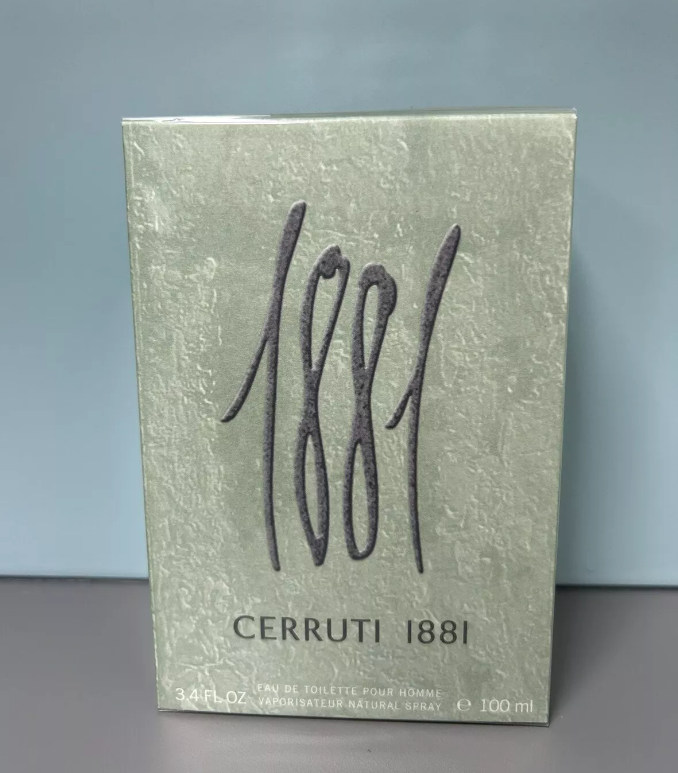 1881
CERRUTI 1881
3.4 FL OZ EAU DE TOILETTE POUR HOMME
VAPORISATEUR NATURAL SPRAY ℮ 100 ml